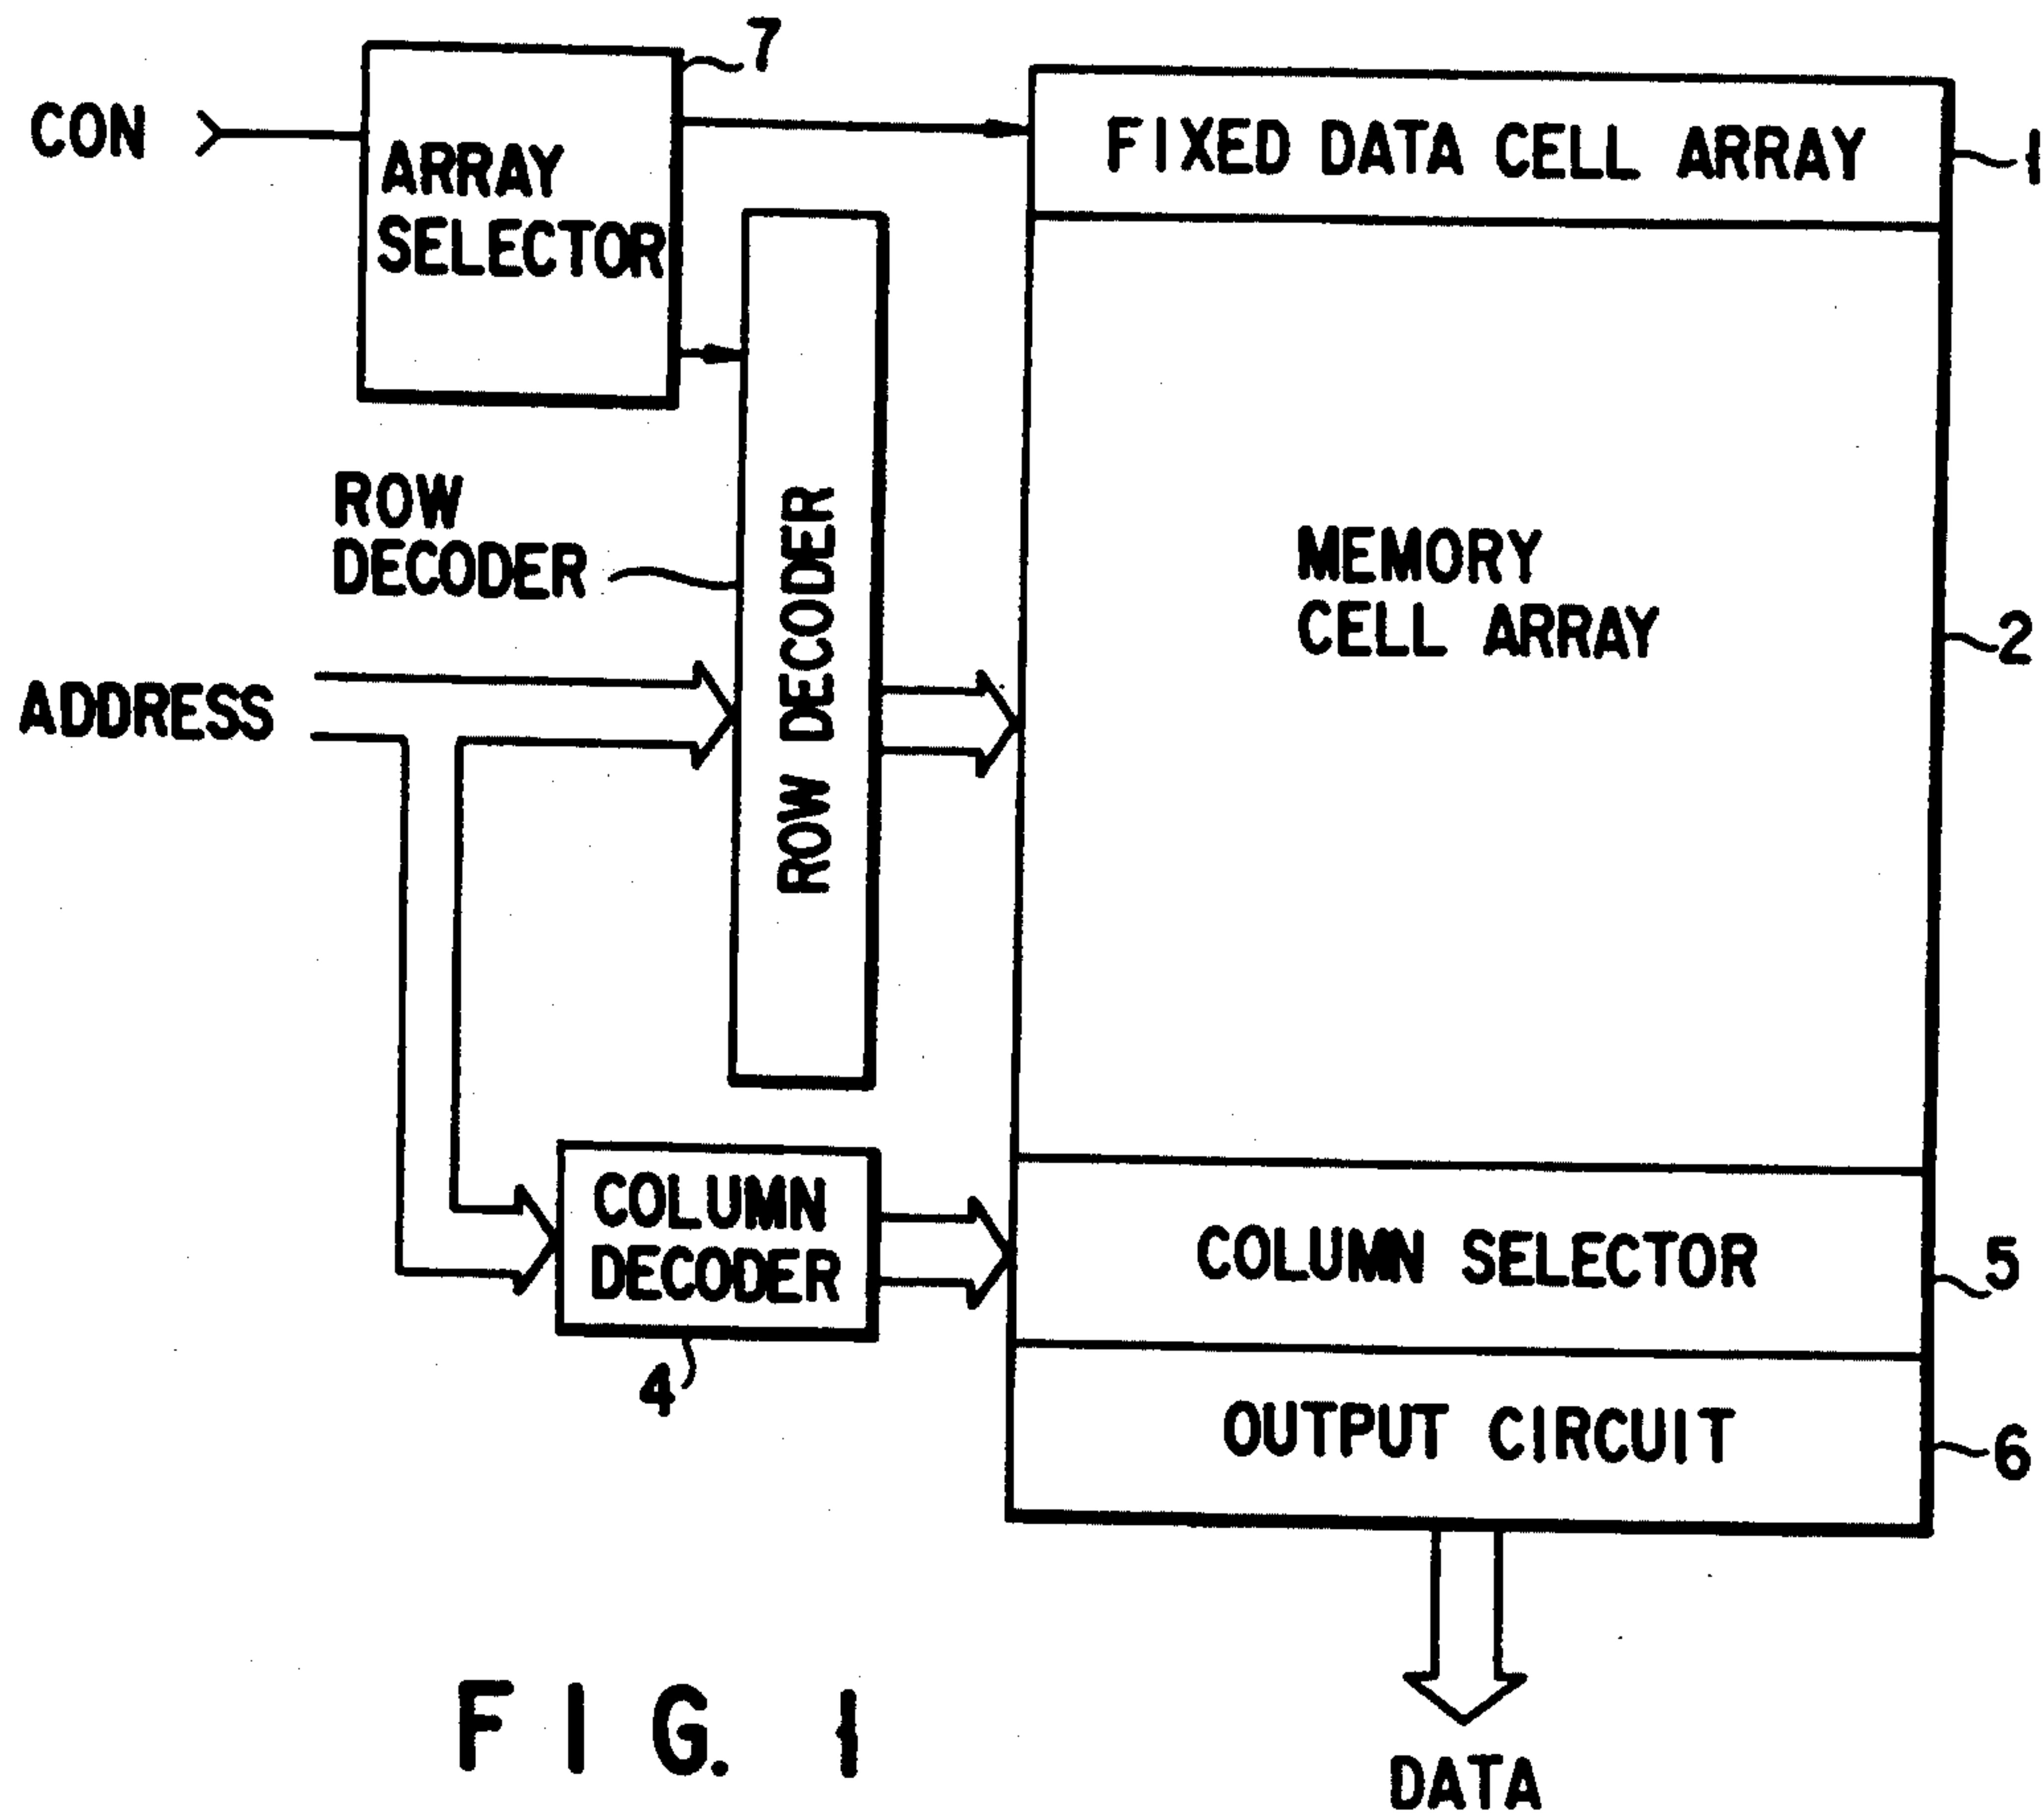 7
CON
ARRAY
SELECTOR
FIXED DATA CELL ARRAY
1
ROW
DECODER
ROW DECODER
MEMORY
CELL ARRAY
2
ADDRESS
COLUMN
DECODER
4
COLUMN SELECTOR
5
OUTPUT CIRCUIT
6
DATA
FIG. 1